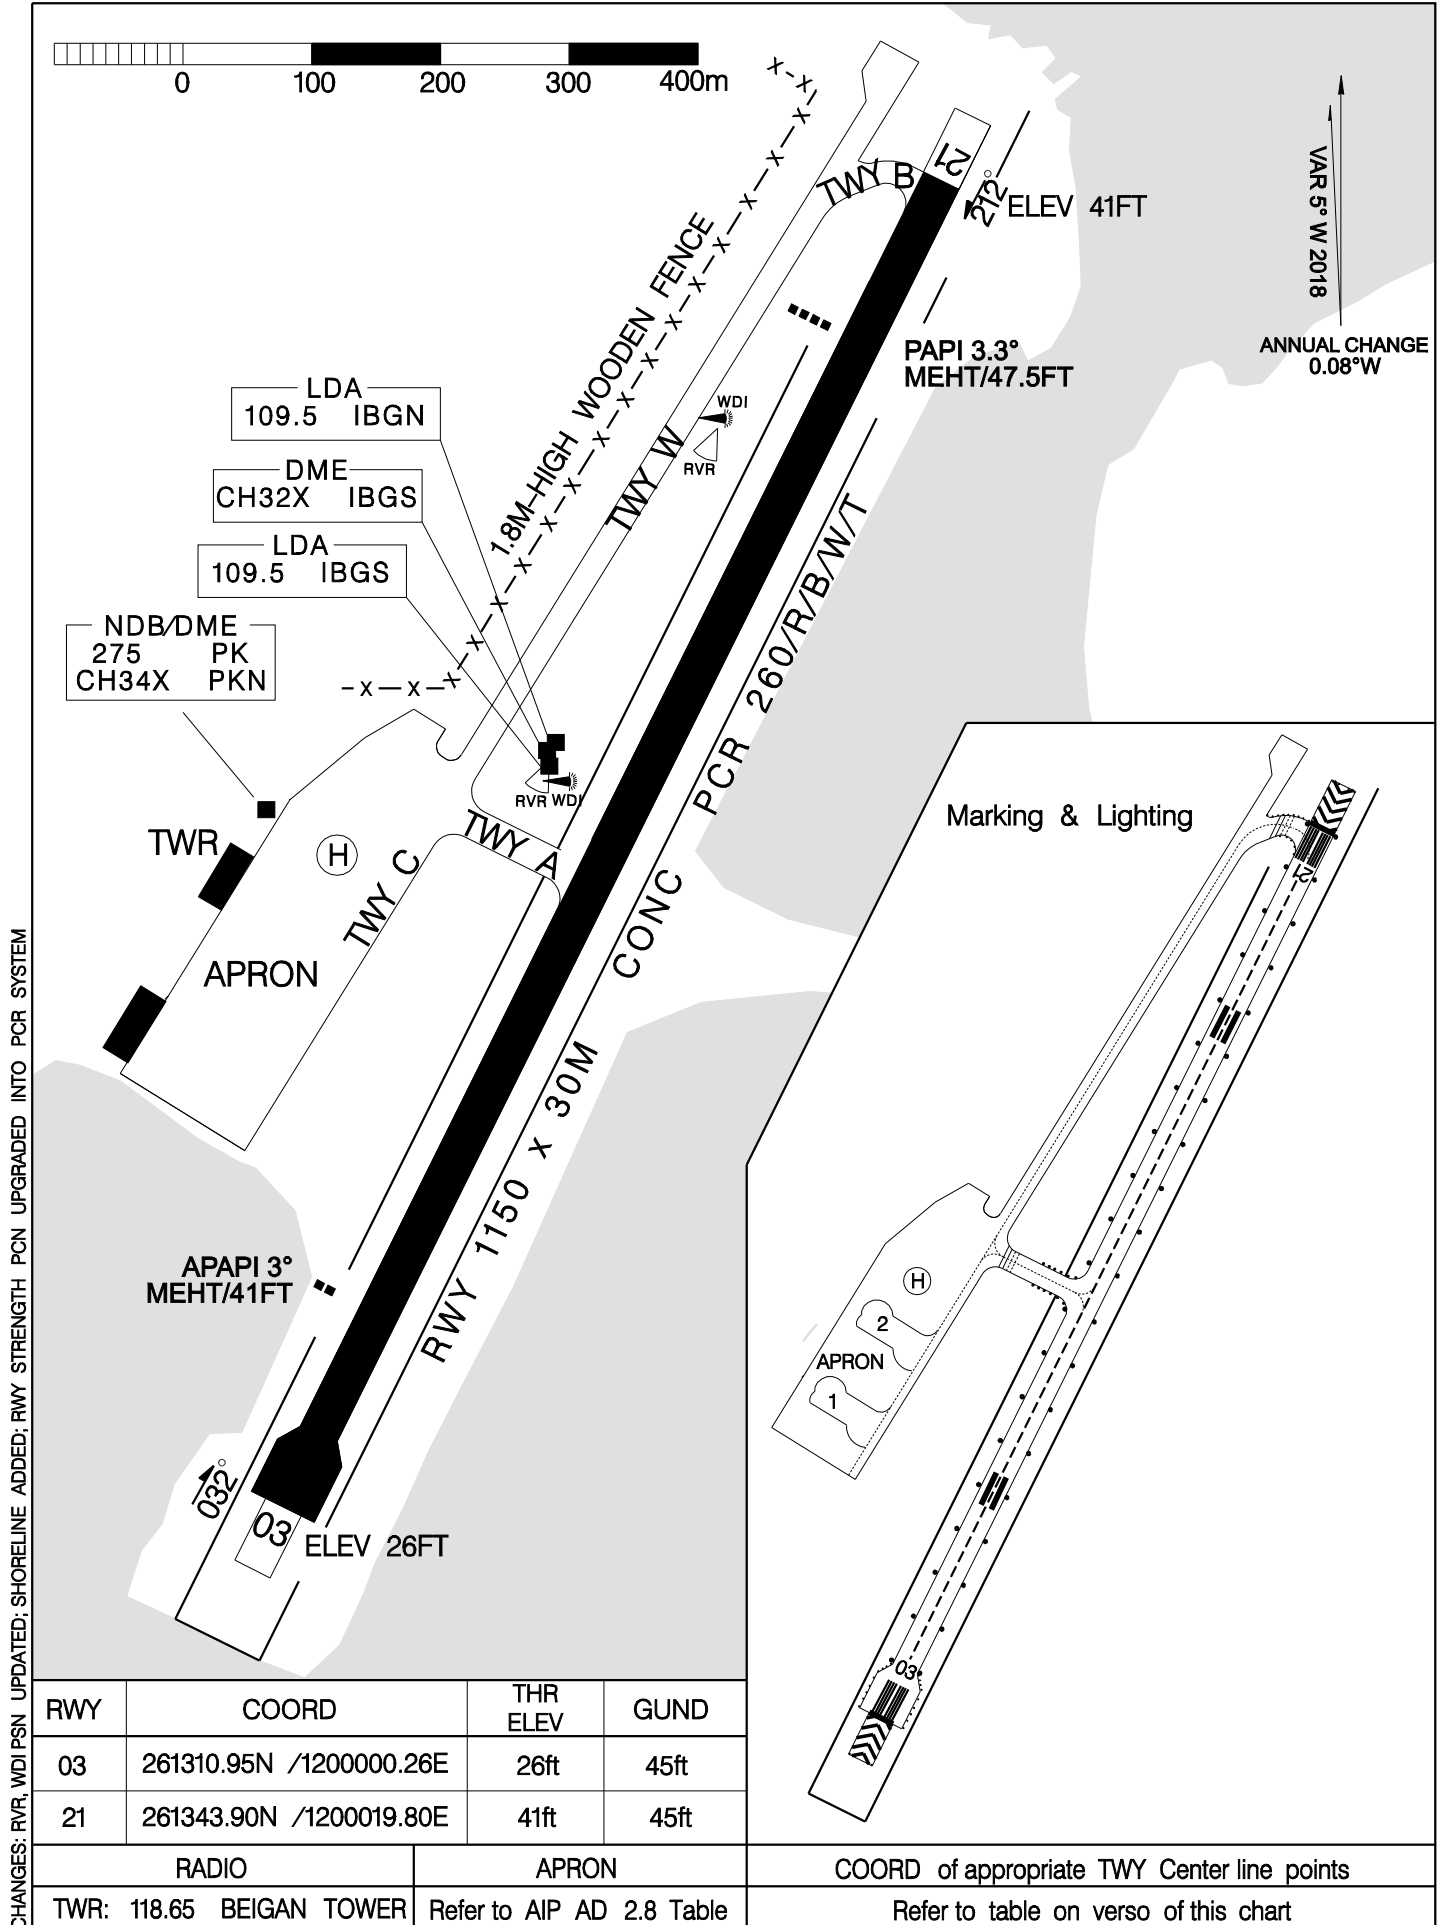 0 100 200 300 400m
VAR 5° W 2018
ANNUAL CHANGE
0.08°W
21
TWY B
212°
ELEV 41FT
1.8M-HIGH WOODEN FENCE
PAPI 3.3°
MEHT/47.5FT
LDA
109.5 IBGN
DME
CH32X IBGS
LDA
109.5 IBGS
NDB/DME
275 PK
CH34X PKN
WDI
RVR
TWY W
RWY 1150 x 30M CONC PCR 260/R/B/W/T
RVR WDI
TWR
H
TWY A
TWY C
APRON
APAPI 3°
MEHT/41FT
032°
03
ELEV 26FT
Marking & Lighting
21
H
2
APRON
1
03
RWY COORD THR ELEV GUND
03 261310.95N /1200000.26E 26ft 45ft
21 261343.90N /1200019.80E 41ft 45ft
RADIO
TWR: 118.65 BEIGAN TOWER
APRON
Refer to AIP AD 2.8 Table
COORD of appropriate TWY Center line points
Refer to table on verso of this chart
CHANGES: RVR, WDI PSN UPDATED; SHORELINE ADDED; RWY STRENGTH PCN UPGRADED INTO PCR SYSTEM